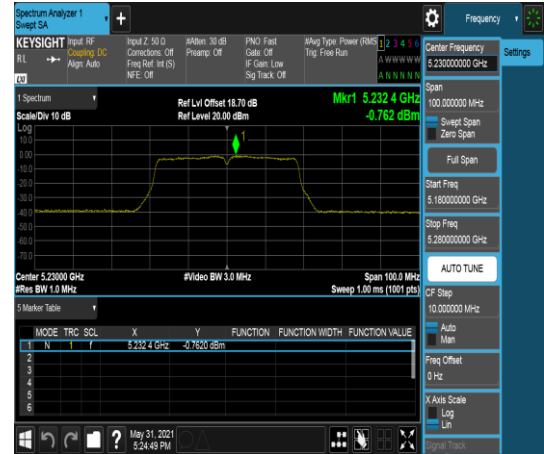 Spectrum Analyzer 1
Swept SA
Frequency
KEYSIGHT
RL
Input: RF
Coupling: DC
Align: Auto
Input Z: 50 Ω
Corrections: Off
Freq Ref: Int (S)
NFE: Off
#Atten: 30 dB
Preamp: Off
PNO: Fast
Gate: Off
IF Gain: Low
Sig Track: Off
#Avg Type: Power (RMS
Trig: Free Run
1 2 3 4 5 6
A W W W W W
A N N N N N
LXI
1 Spectrum
Scale/Div 10 dB
Ref Lvl Offset 18.70 dB
Ref Level 20.00 dBm
Mkr1 5.232 4 GHz
-0.762 dBm
Log
10.0
0.00
-10.0
-20.0
-30.0
-40.0
-50.0
-60.0
-70.0
1
Center 5.23000 GHz
#Res BW 1.0 MHz
#Video BW 3.0 MHz
Span 100.0 MHz
Sweep 1.00 ms (1001 pts)
5 Marker Table
MODE TRC SCL X Y FUNCTION FUNCTION WIDTH FUNCTION VALUE
1 N 1 f 5.232 4 GHz -0.7620 dBm
2
3
4
5
6
May 31, 2021
5:24:49 PM
Center Frequency
5.230000000 GHz
Settings
Span
100.000000 MHz
Swept Span
Zero Span
Full Span
Start Freq
5.180000000 GHz
Stop Freq
5.280000000 GHz
AUTO TUNE
CF Step
10.000000 MHz
Auto
Man
Freq Offset
0 Hz
X Axis Scale
Log
Lin
Signal Track